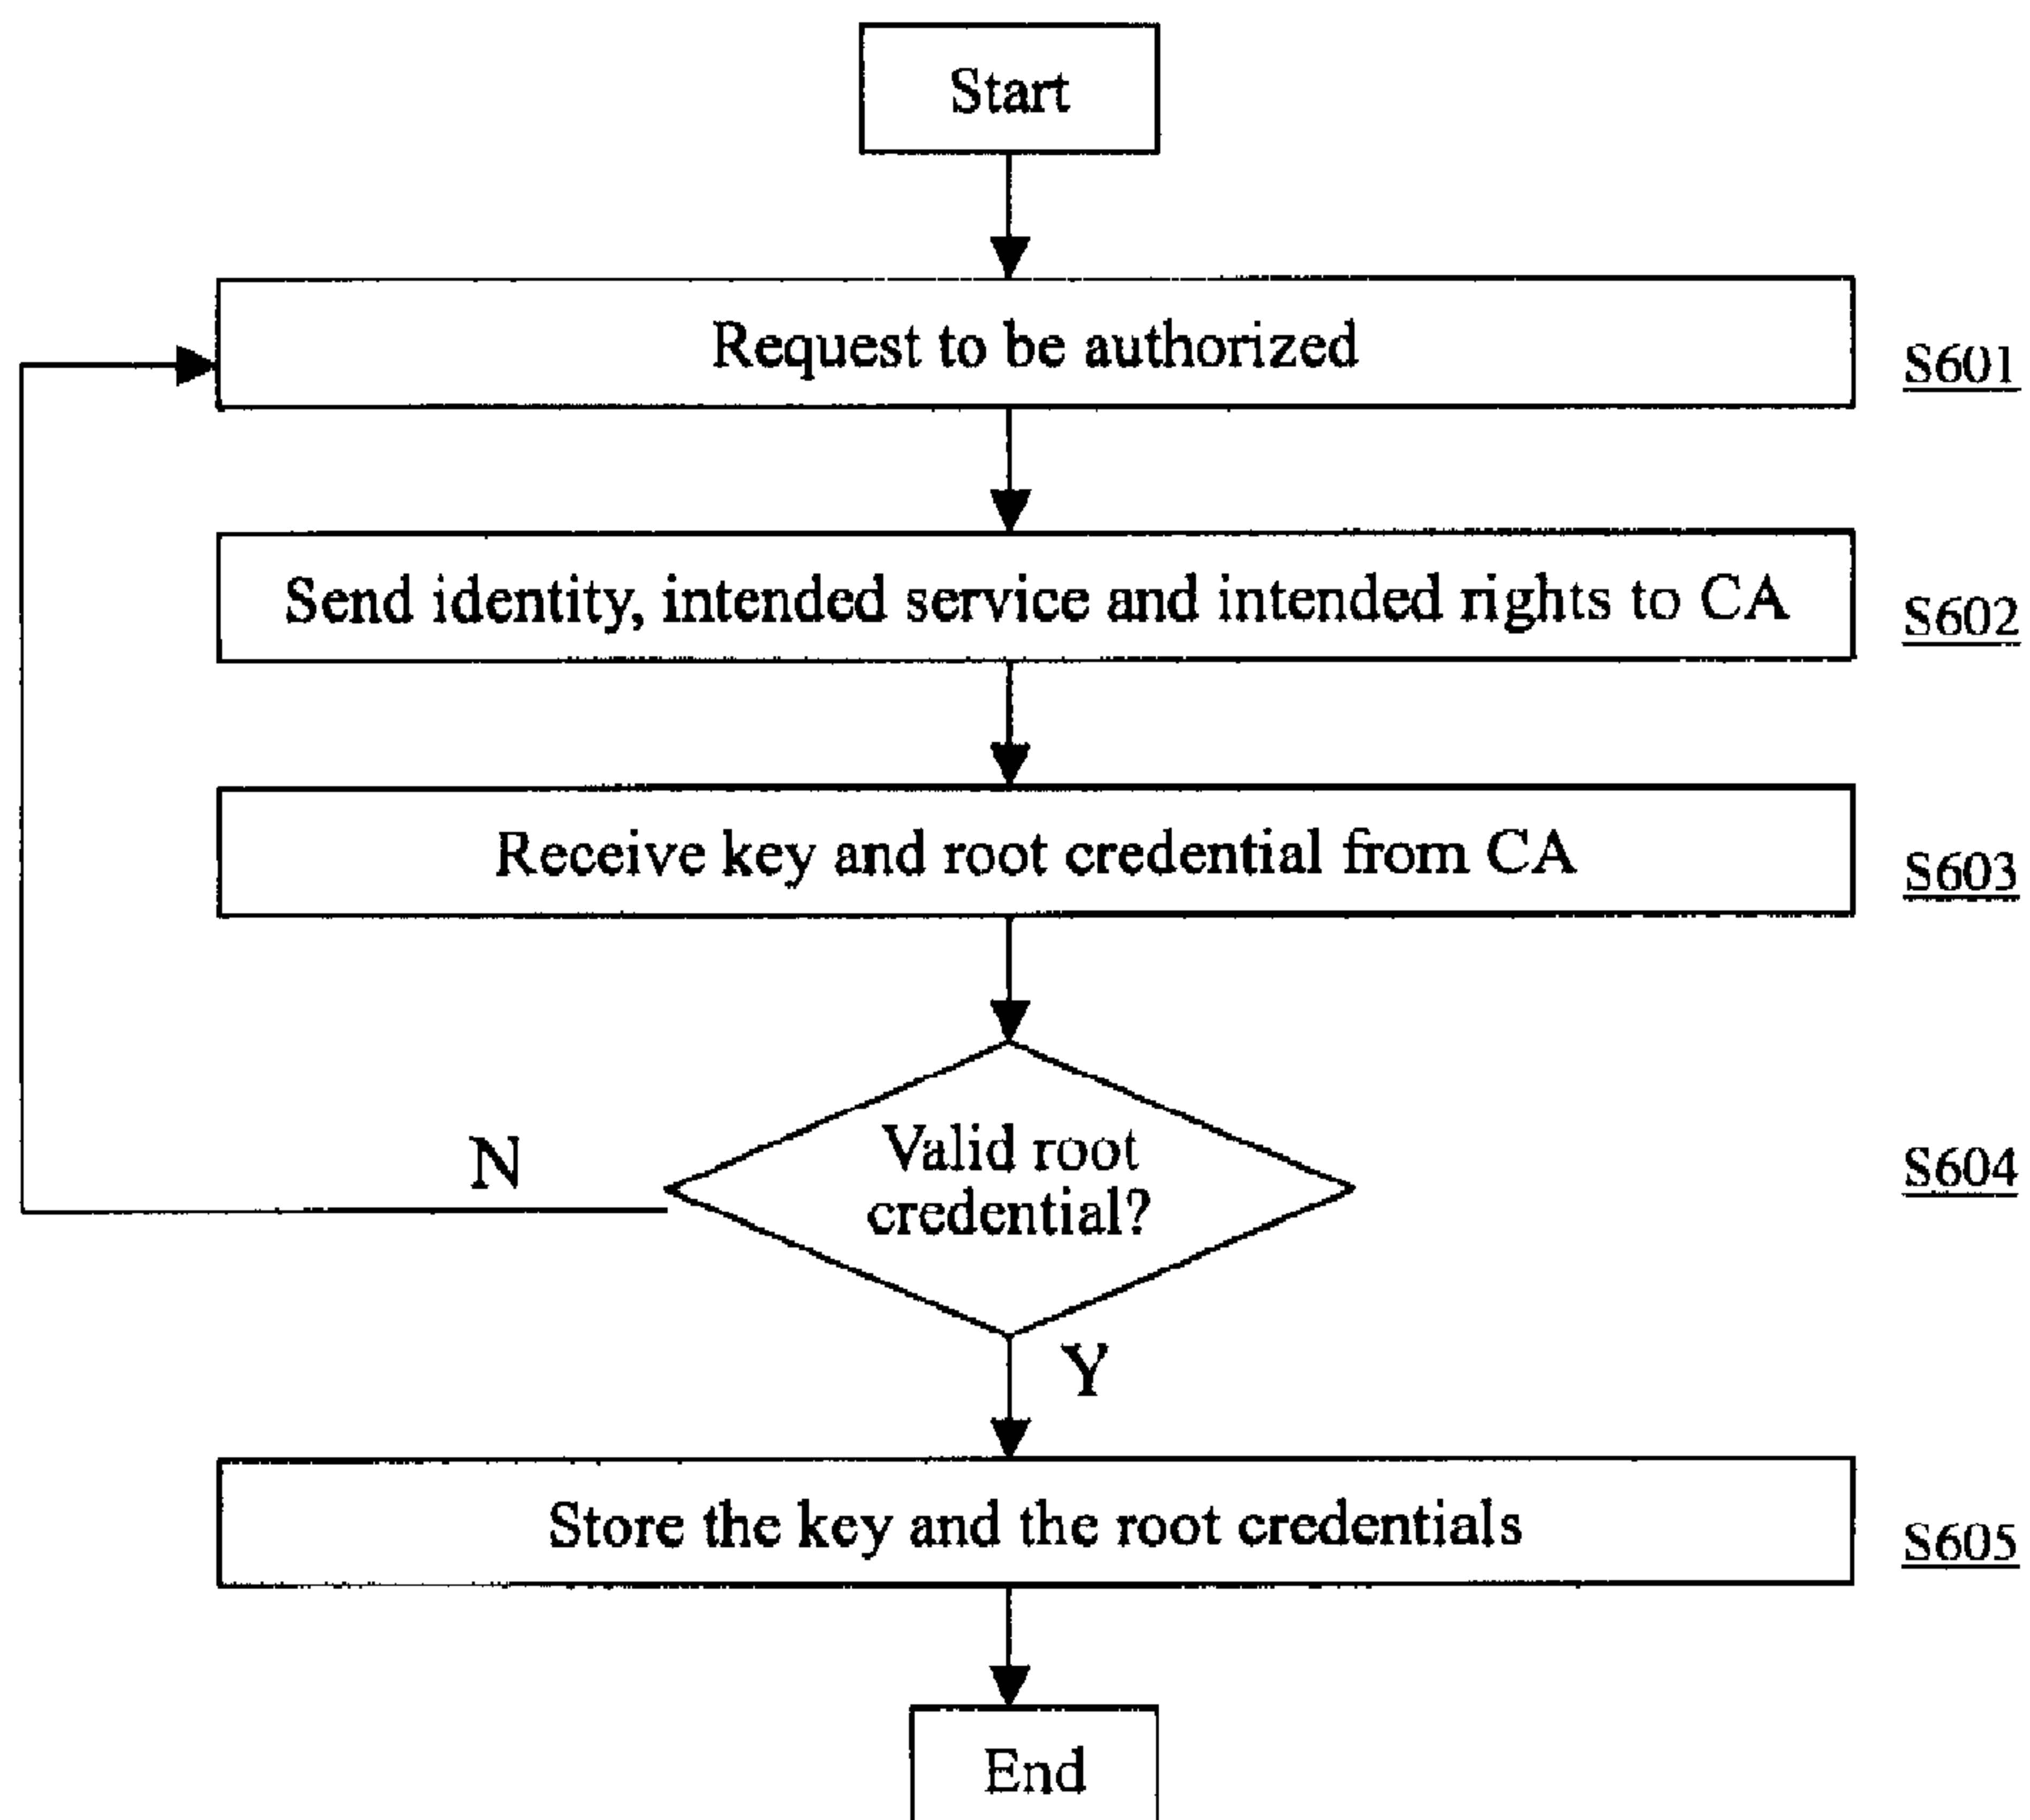 Start
Request to be authorized
S601
Send identity, intended service and intended rights to CA
S602
Receive key and root credential from CA
S603
N
Valid root
credential?
S604
Y
Store the key and the root credentials
S605
End